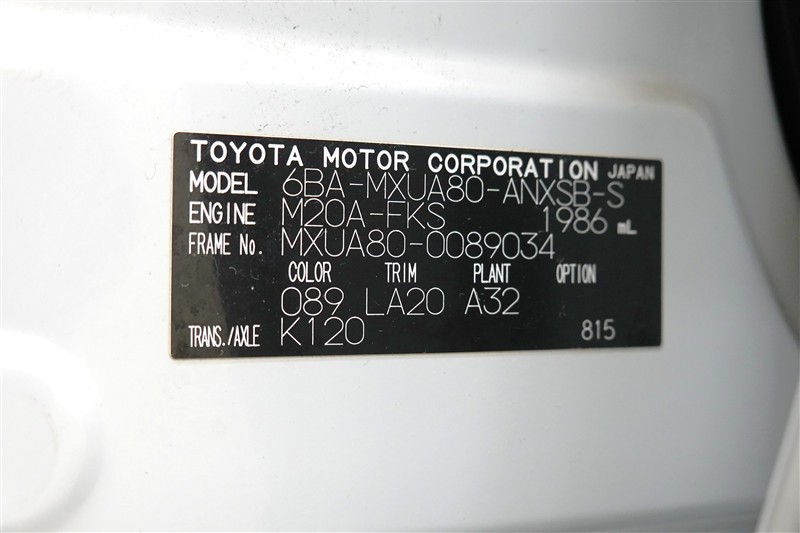 TOYOTA MOTOR CORPORATION JAPAN
MODEL 6BA-MXUA80-ANXSB-S
ENGINE M20A-FKS 1986 mL
FRAME No. MXUA80-0089034
COLOR TRIM PLANT OPTION
089 LA20 A32
TRANS./AXLE K120 815